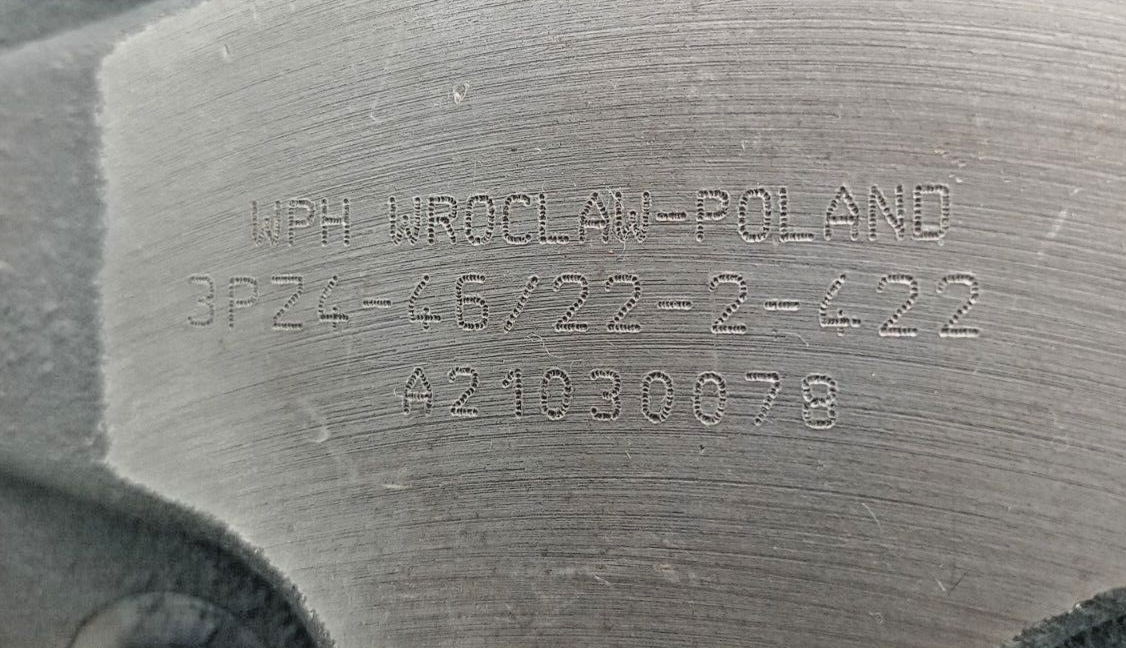 WPH WROCLAW-POLAND
3PZ4-46/22-2-422
A21030078